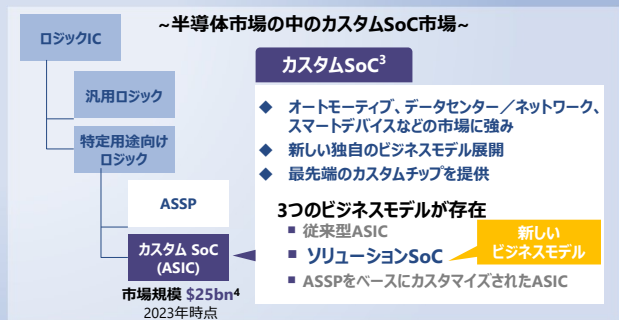 ~半導体市場の中のカスタムSoC市場~
ロジックIC
汎用ロジック
特定用途向け
ロジック
ASSP
カスタム SoC
(ASIC)
市場規模 $25bn4
2023年時点
カスタムSoC3
◆ オートモーティブ、データセンター／ネットワーク、
スマートデバイスなどの市場に強み
◆ 新しい独自のビジネスモデル展開
◆ 最先端のカスタムチップを提供
3つのビジネスモデルが存在
■ 従来型ASIC
■ ソリューションSoC
新しい
ビジネスモデル
■ ASSPをベースにカスタマイズされたASIC